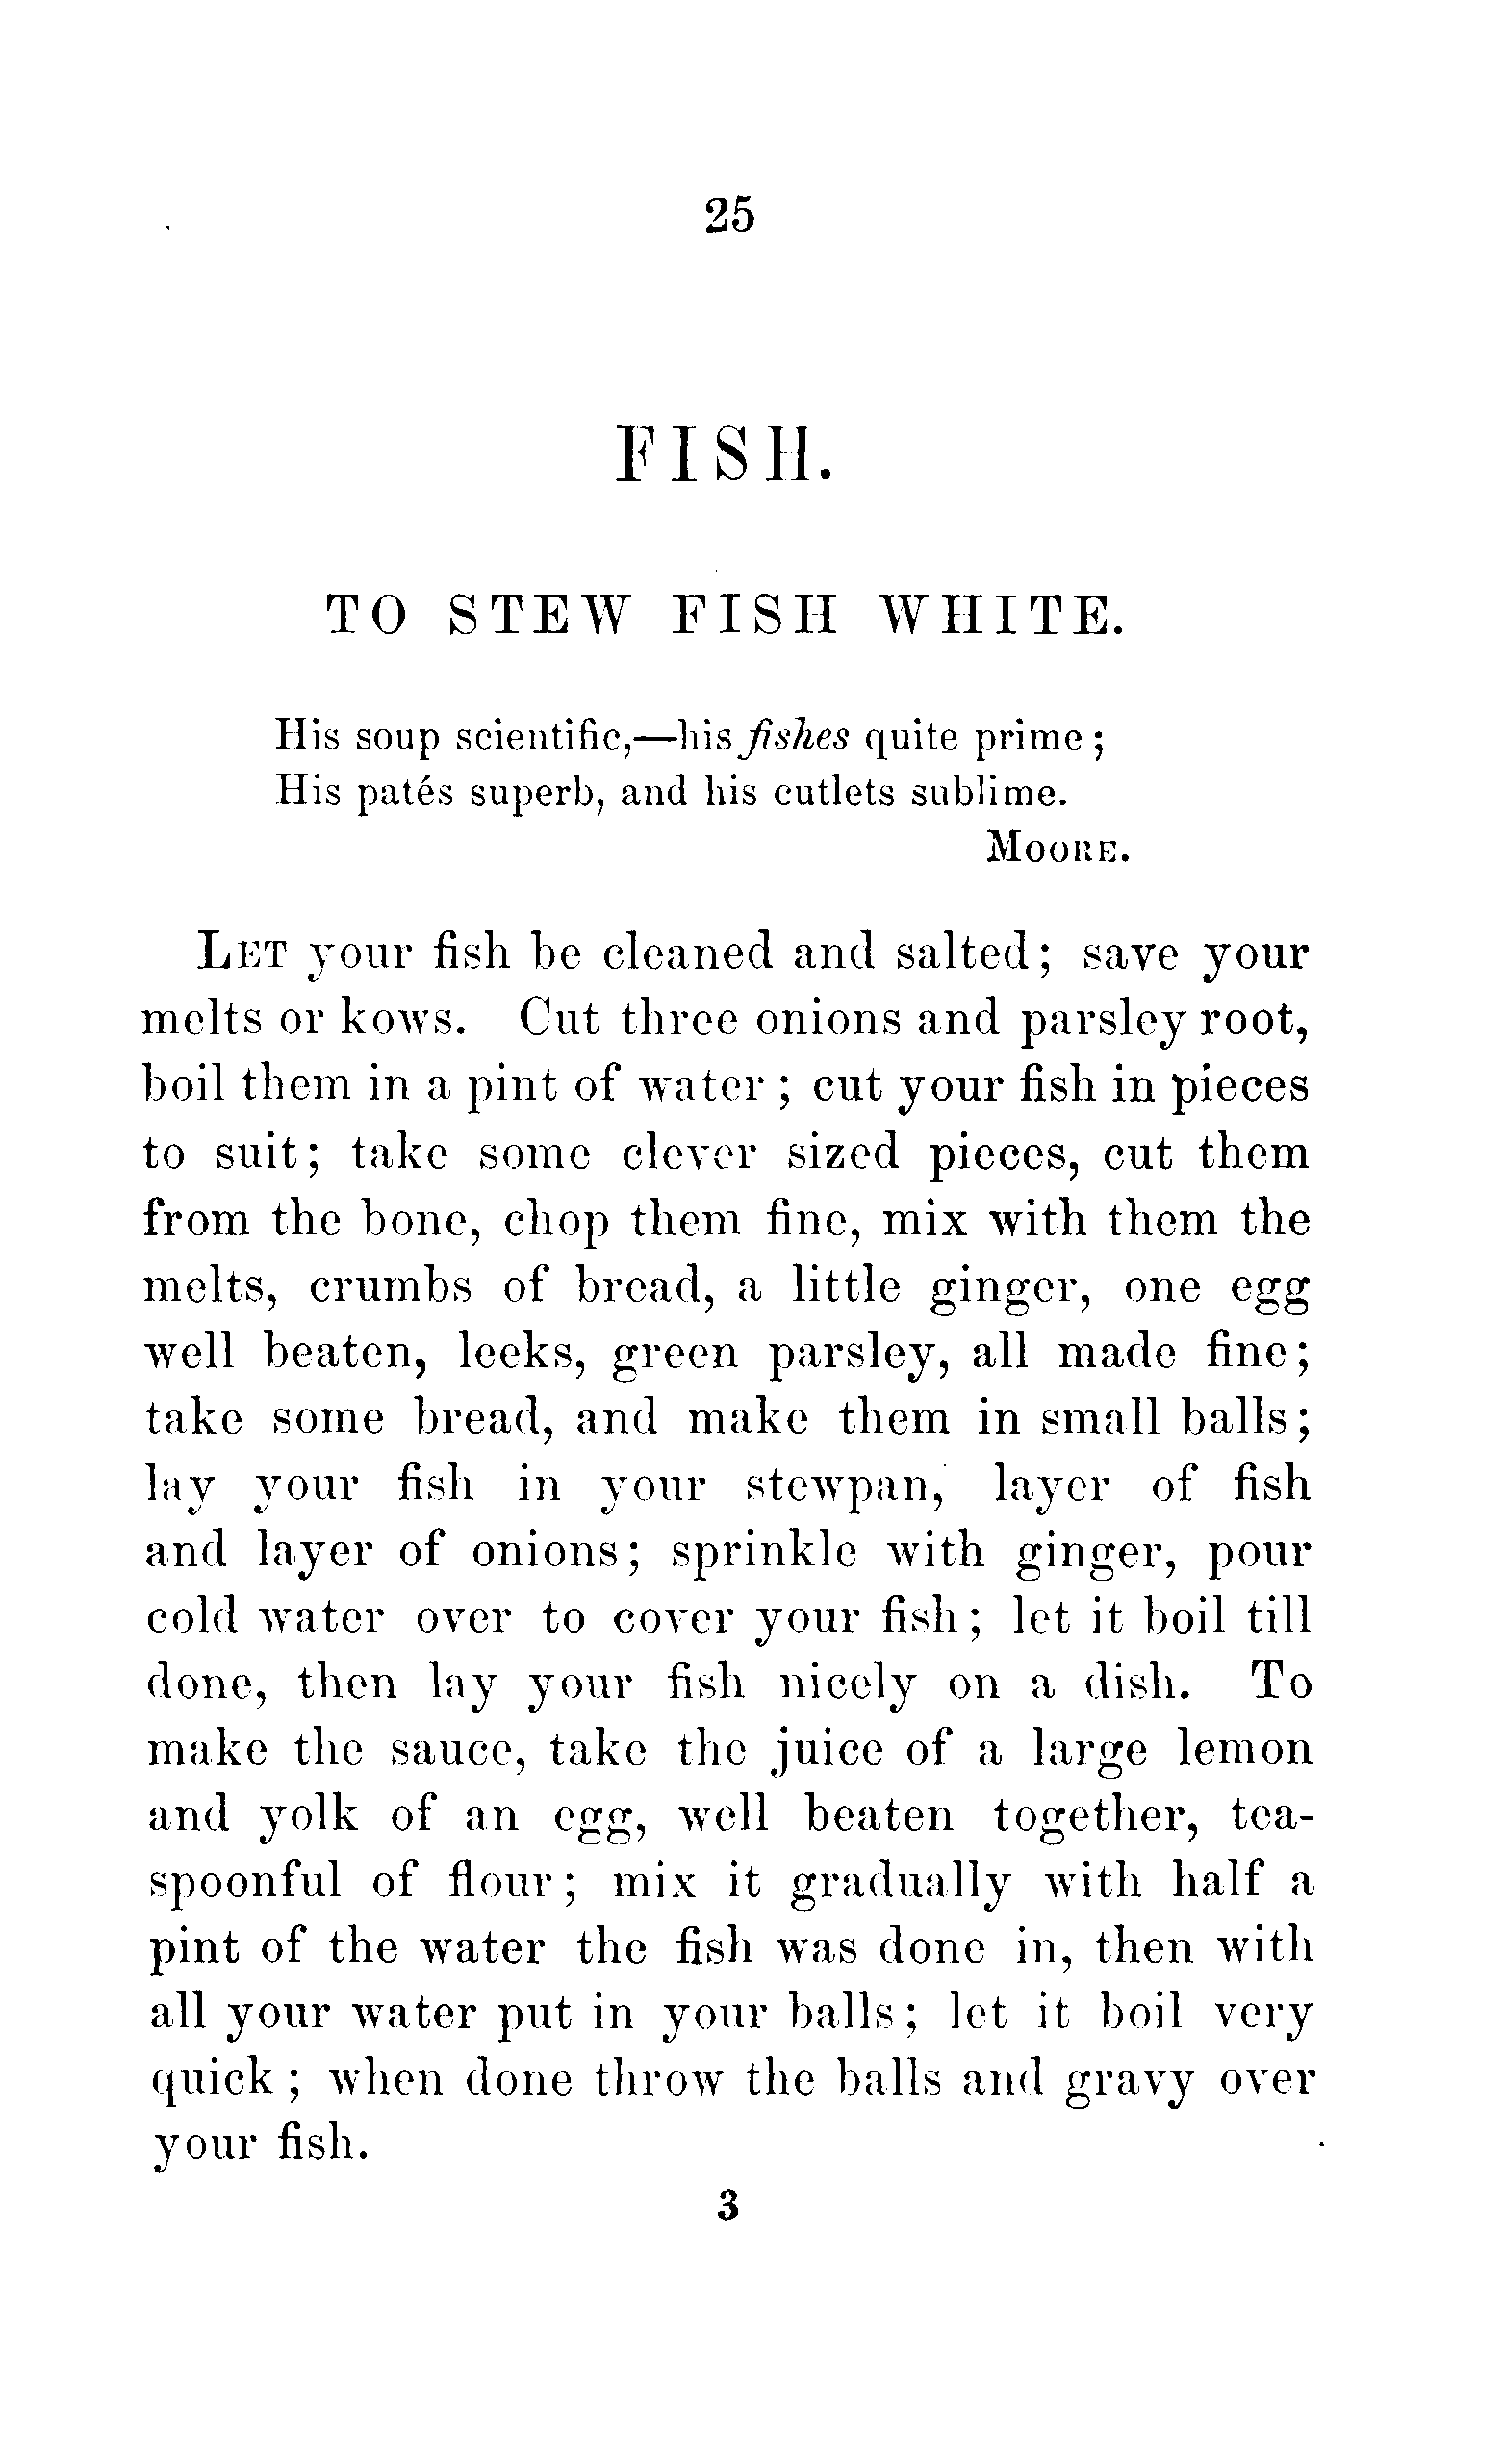 25
FISH.
TO STEW FISH WHITE.
His soup scientific,—his fishes quite prime;
His patés superb, and his cutlets sublime.
MOORE.
LET your fish be cleaned and salted; save your
melts or kows. Cut three onions and parsley root,
boil them in a pint of water; cut your fish in pieces
to suit; take some clever sized pieces, cut them
from the bone, chop them fine, mix with them the
melts, crumbs of bread, a little ginger, one egg
well beaten, leeks, green parsley, all made fine;
take some bread, and make them in small balls;
lay your fish in your stewpan, layer of fish
and layer of onions; sprinkle with ginger, pour
cold water over to cover your fish; let it boil till
done, then lay your fish nicely on a dish. To
make the sauce, take the juice of a large lemon
and yolk of an egg, well beaten together, tea-
spoonful of flour; mix it gradually with half a
pint of the water the fish was done in, then with
all your water put in your balls; let it boil very
quick; when done throw the balls and gravy over
your fish.
3